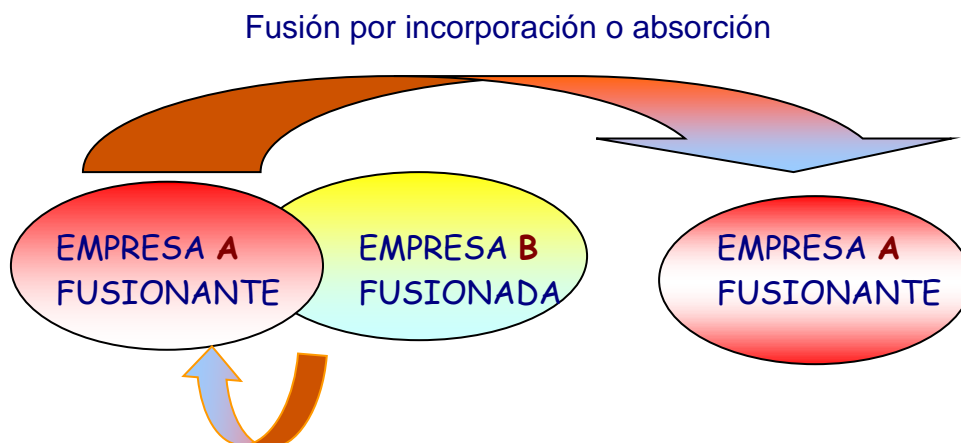 Fusión por incorporación o absorción
EMPRESA A
FUSIONANTE
EMPRESA B
FUSIONADA
EMPRESA A
FUSIONANTE